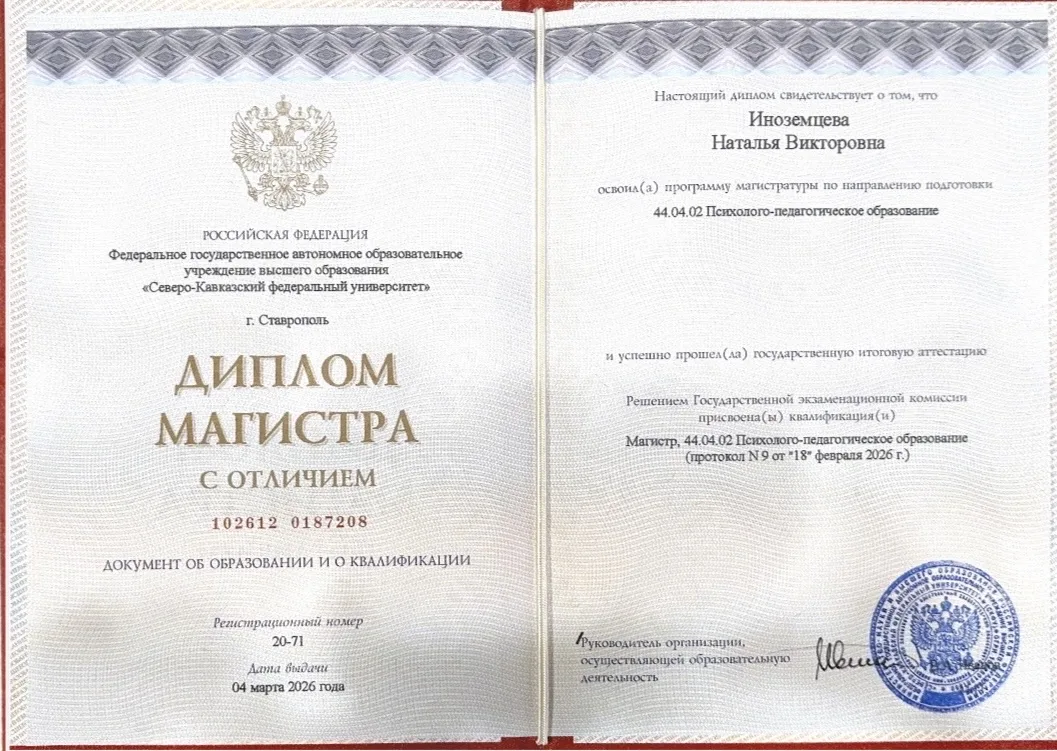 РОССИЙСКАЯ ФЕДЕРАЦИЯ
Федеральное государственное автономное образовательное
учреждение высшего образования
«Северо-Кавказский федеральный университет»
г. Ставрополь
ДИПЛОМ
МАГИСТРА
С ОТЛИЧИЕМ
102612 0187208
ДОКУМЕНТ ОБ ОБРАЗОВАНИИ И О КВАЛИФИКАЦИИ
Регистрационный номер
20-71
Дата выдачи
04 марта 2026 года
Настоящий диплом свидетельствует о том, что
Иноземцева
Наталья Викторовна
освоил(а) программу магистратуры по направлению подготовки
44.04.02 Психолого-педагогическое образование
и успешно прошел(ла) государственную итоговую аттестацию
Решением Государственной экзаменационной комиссии
присвоена(ы) квалификация(и)
Магистр, 44.04.02 Психолого-педагогическое образование
(протокол N 9 от "18" февраля 2026 г.)
Руководитель организации,
осуществляющей образовательную
деятельность